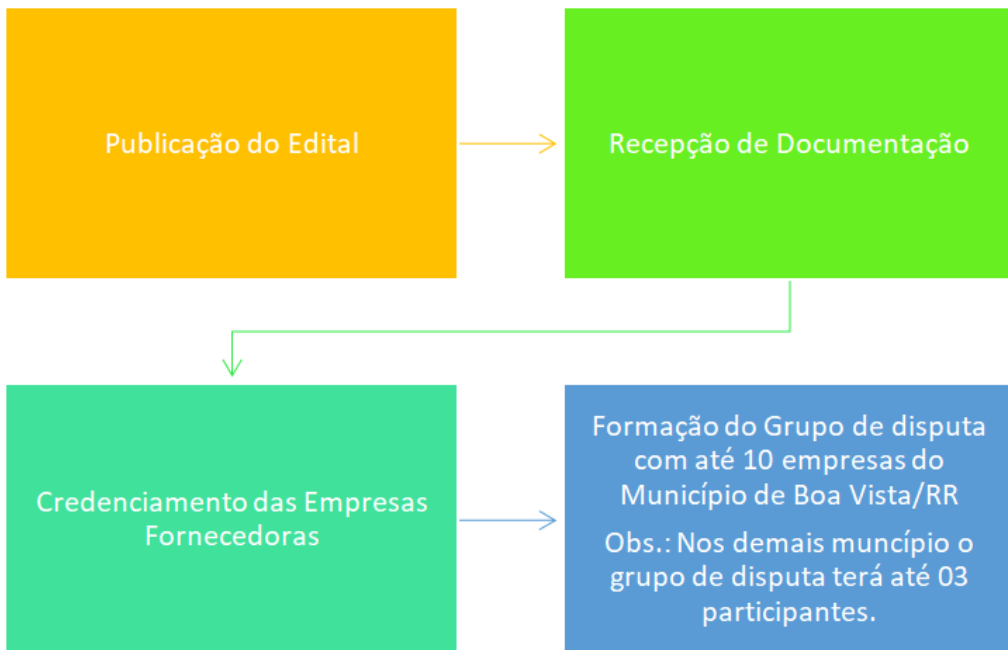 Publicação do Edital
Recepção de Documentação
Credenciamento das Empresas
Fornecedoras
Formação do Grupo de disputa
com até 10 empresas do
Município de Boa Vista/RR
Obs.: Nos demais muncípio o
grupo de disputa terá até 03
participantes.